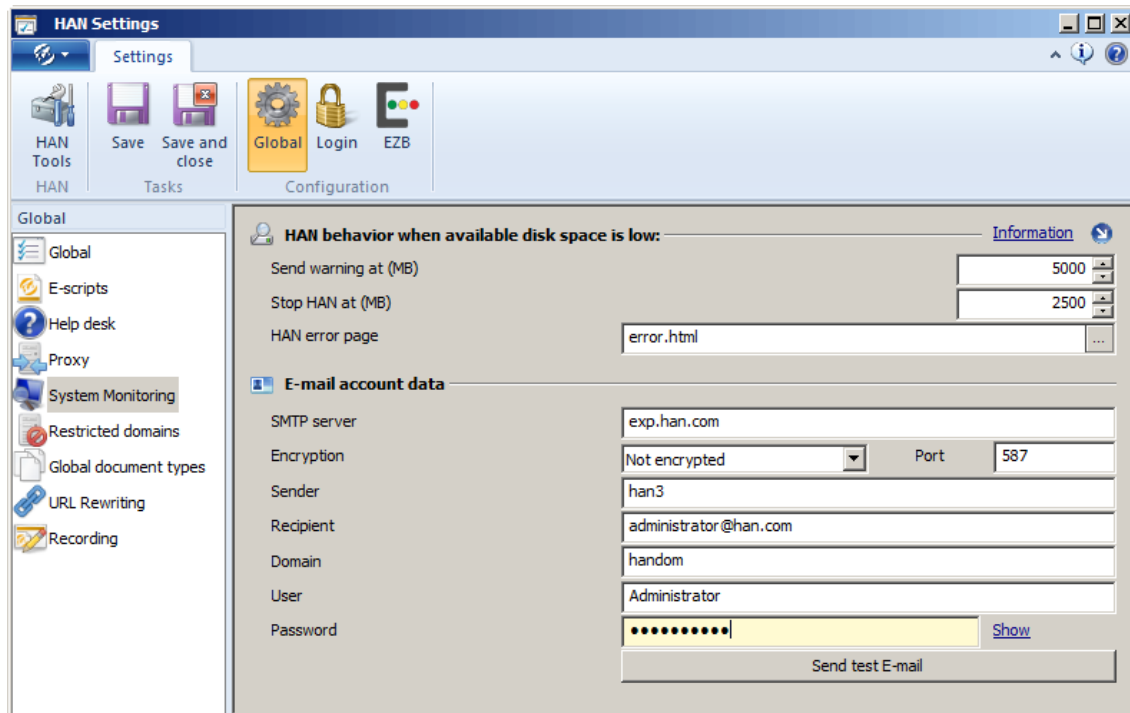 HAN Settings
Settings
HAN Tools
Save
Save and close
Global
Login
EZB
HAN
Tasks
Configuration
Global
Global
E-scripts
Help desk
Proxy
System Monitoring
Restricted domains
Global document types
URL Rewriting
Recording
HAN behavior when available disk space is low:
Information
Send warning at (MB) 5000
Stop HAN at (MB) 2500
HAN error page error.html ...
E-mail account data
SMTP server exp.han.com
Encryption Not encrypted Port 587
Sender han3
Recipient administrator@han.com
Domain handom
User Administrator
Password ●●●●●●●●●● Show
Send test E-mail